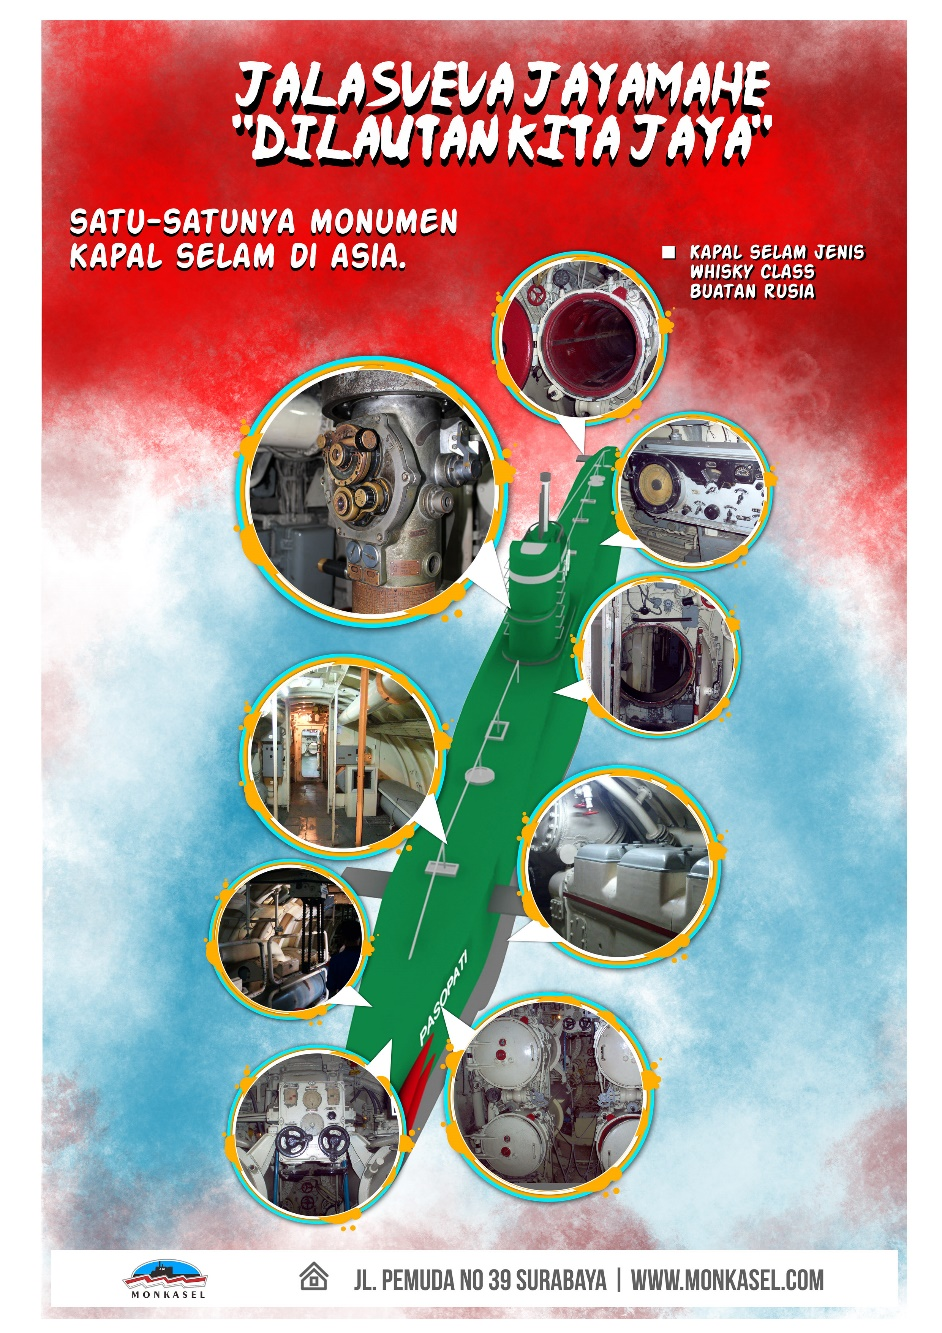 JALASVEVA JAYAMAHE
"DILAUTAN KITA JAYA"
SATU-SATUNYA MONUMEN
KAPAL SELAM DI ASIA.
KAPAL SELAM JENIS
WHISKY CLASS
BUATAN RUSIA
PASOPATI
MONKASEL
JL. PEMUDA NO 39 SURABAYA | WWW.MONKASEL.COM